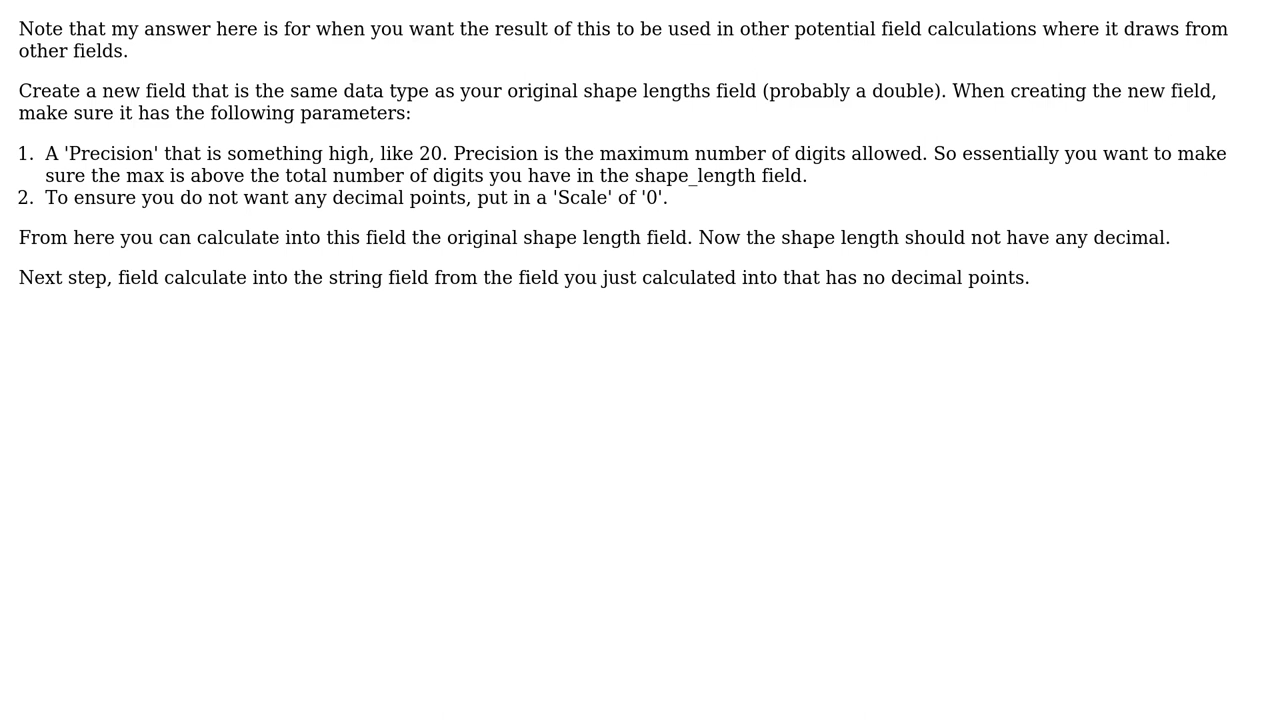 Note that my answer here is for when you want the result of this to be used in other potential field calculations where it draws from
other fields.
Create a new field that is the same data type as your original shape lengths field (probably a double). When creating the new field,
make sure it has the following parameters:
1. A 'Precision' that is something high, like 20. Precision is the maximum number of digits allowed. So essentially you want to make
sure the max is above the total number of digits you have in the shape_length field.
2. To ensure you do not want any decimal points, put in a 'Scale' of '0'.
From here you can calculate into this field the original shape length field. Now the shape length should not have any decimal.
Next step, field calculate into the string field from the field you just calculated into that has no decimal points.